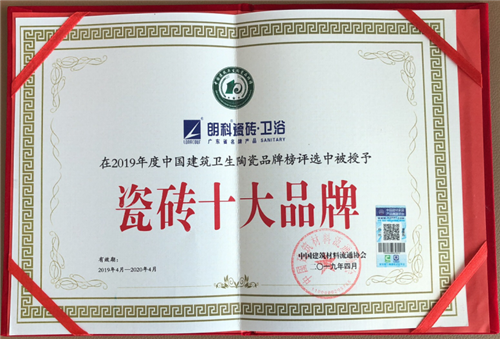 朗科瓷砖·卫浴
广东省名牌产品 SANITARY
在2019年度中国建筑卫生陶瓷品牌榜评选中被授予
瓷砖十大品牌
有效期：
2019年4月—2020年4月
中国建筑材料流通协会
二〇一九年四月